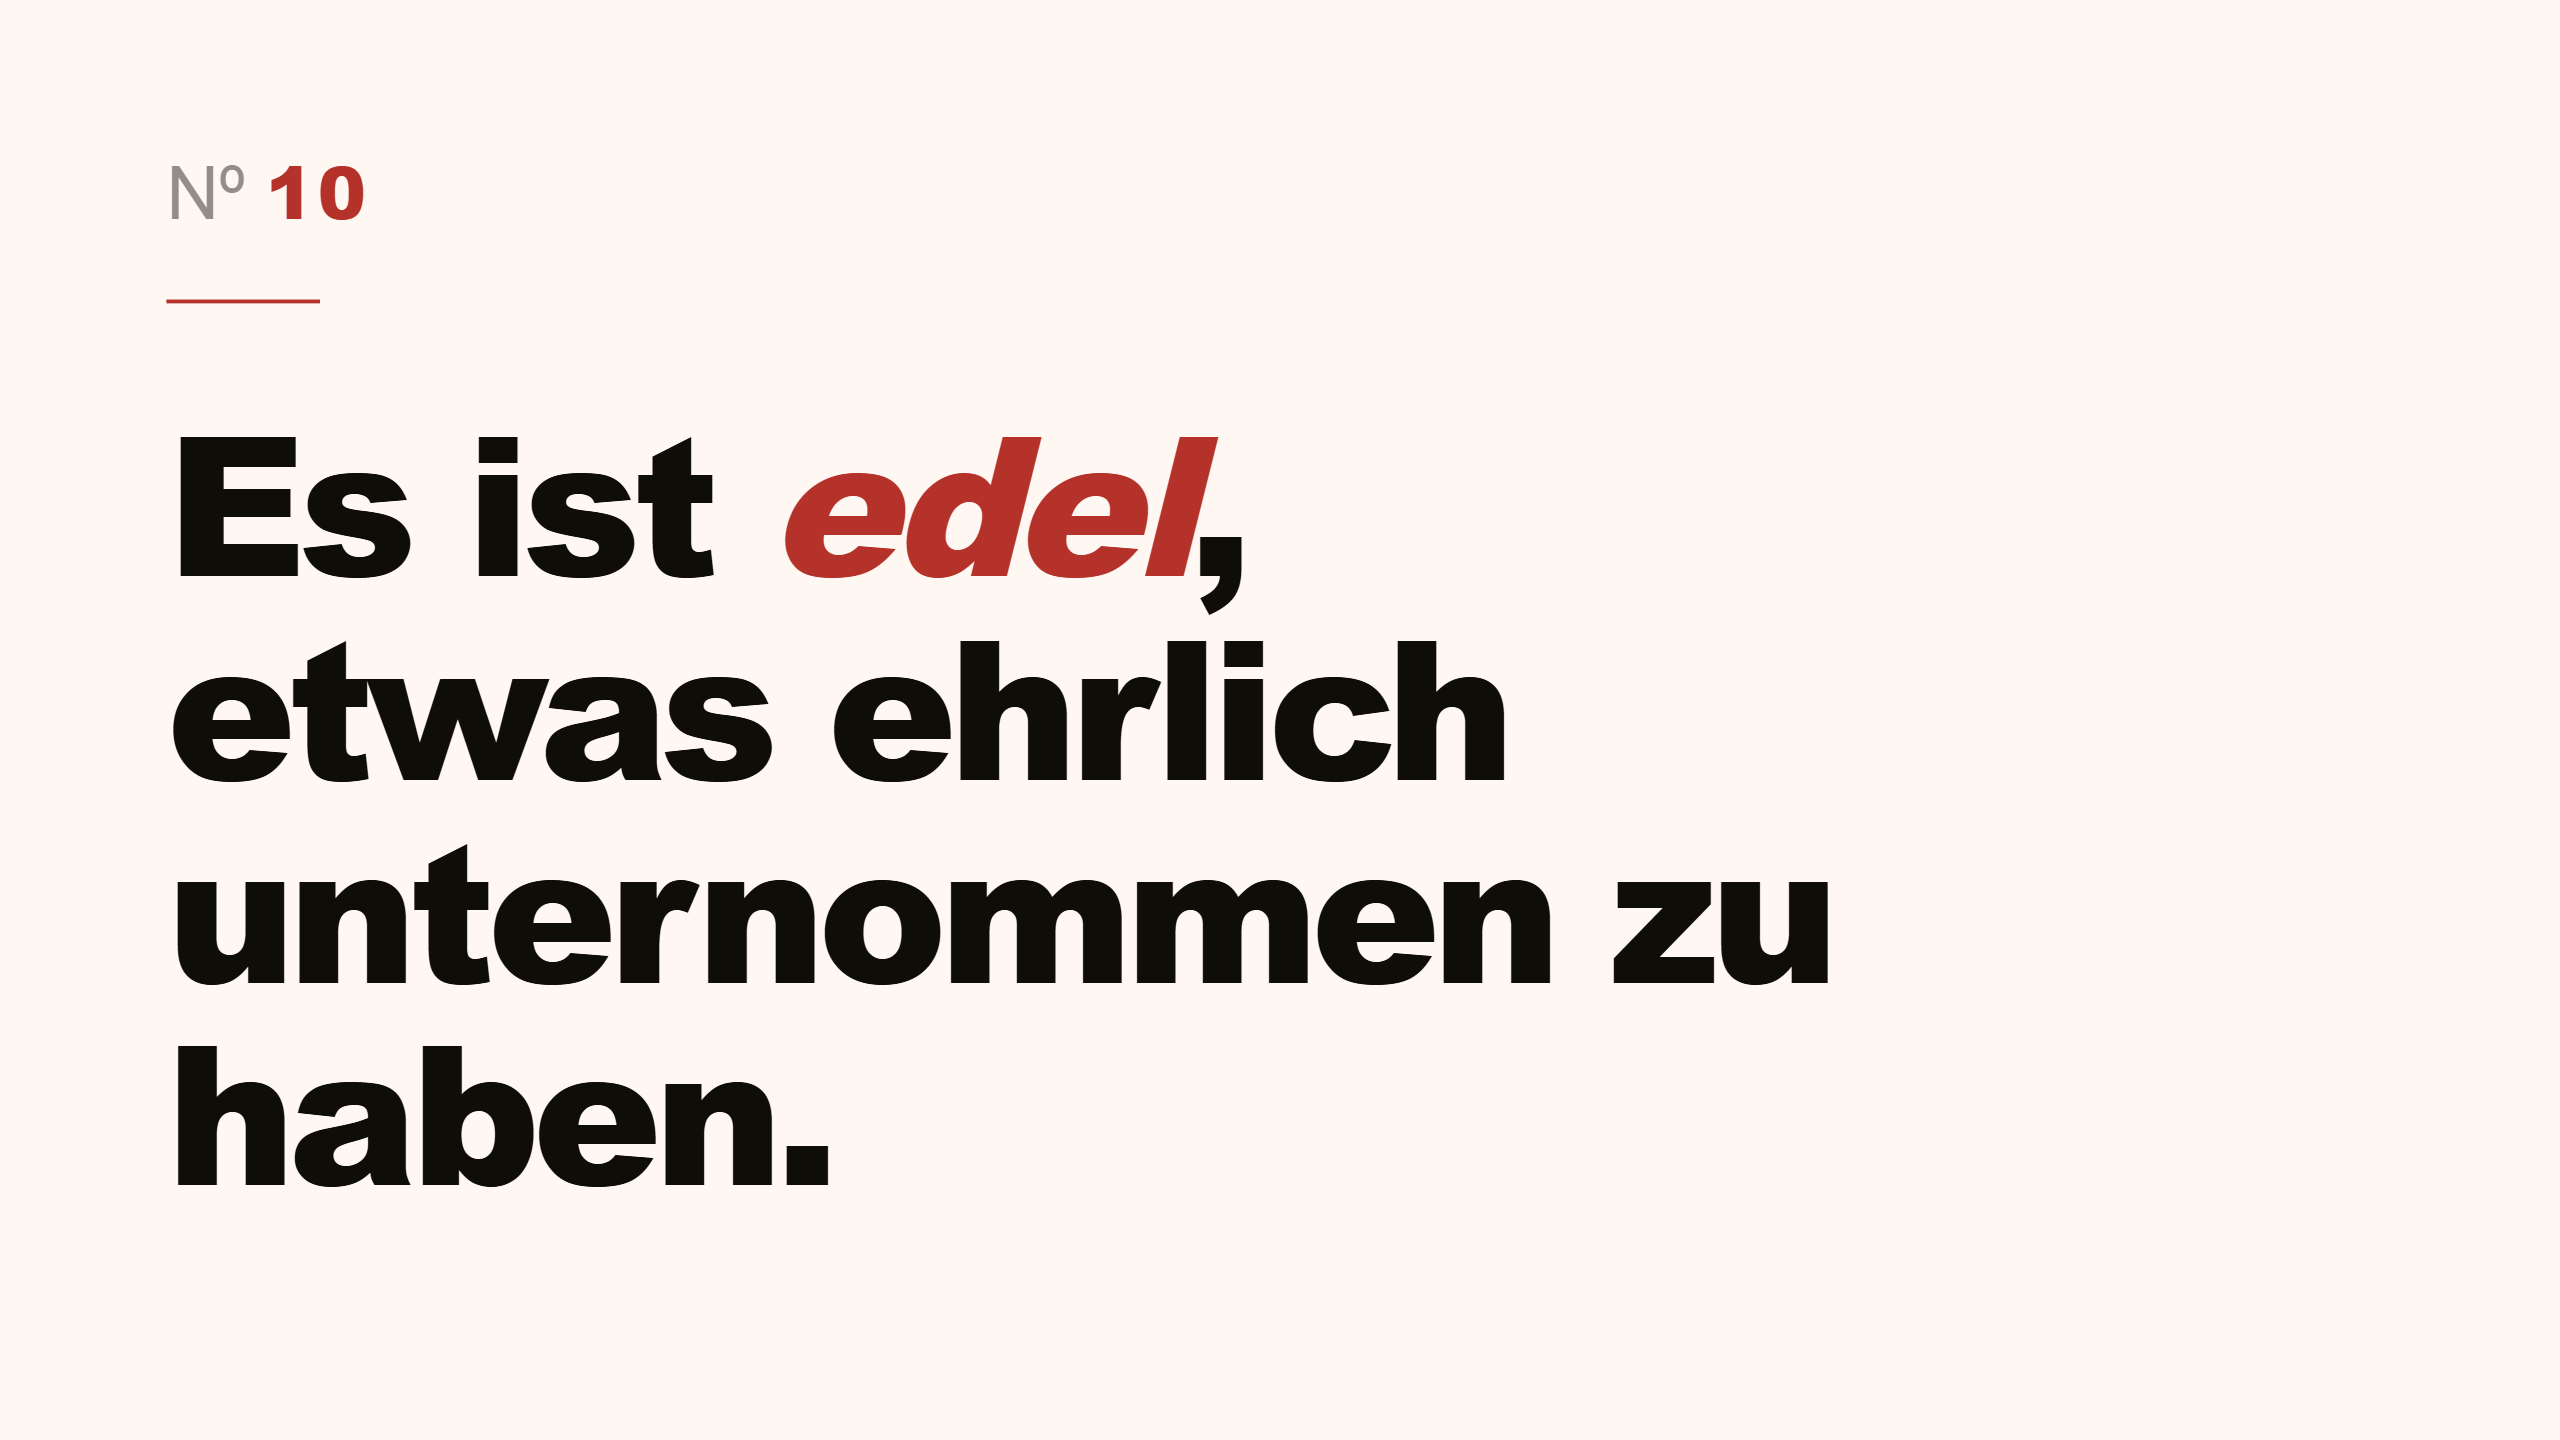 Nº 10
Es ist edel,
etwas ehrlich
unternommen zu
haben.